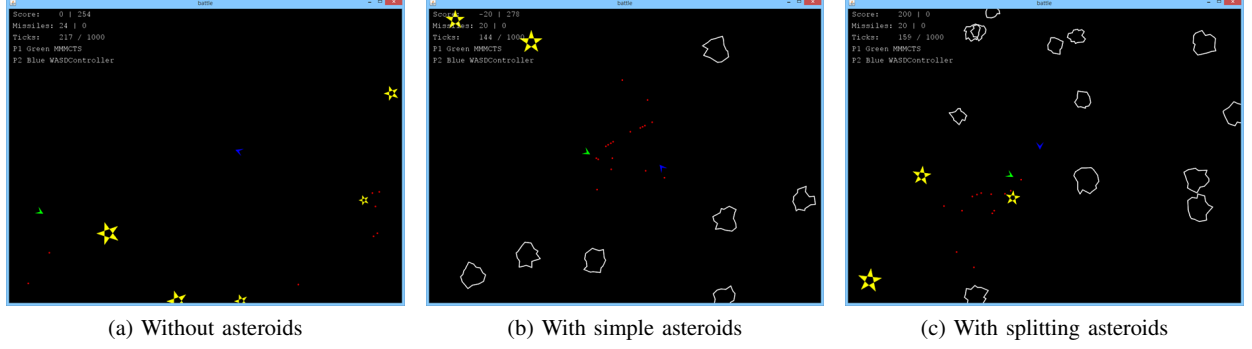 battle
Score: 0 | 254
Missiles: 24 | 0
Ticks: 217 / 1000
P1 Green MMMCTS
P2 Blue WASDController
battle
Score: -20 | 278
Missiles: 20 | 0
Ticks: 144 / 1000
P1 Green MMMCTS
P2 Blue WASDController
battle
Score: 200 | 0
Missiles: 20 | 0
Ticks: 159 / 1000
P1 Green MMMCTS
P2 Blue WASDController
(a) Without asteroids
(b) With simple asteroids
(c) With splitting asteroids